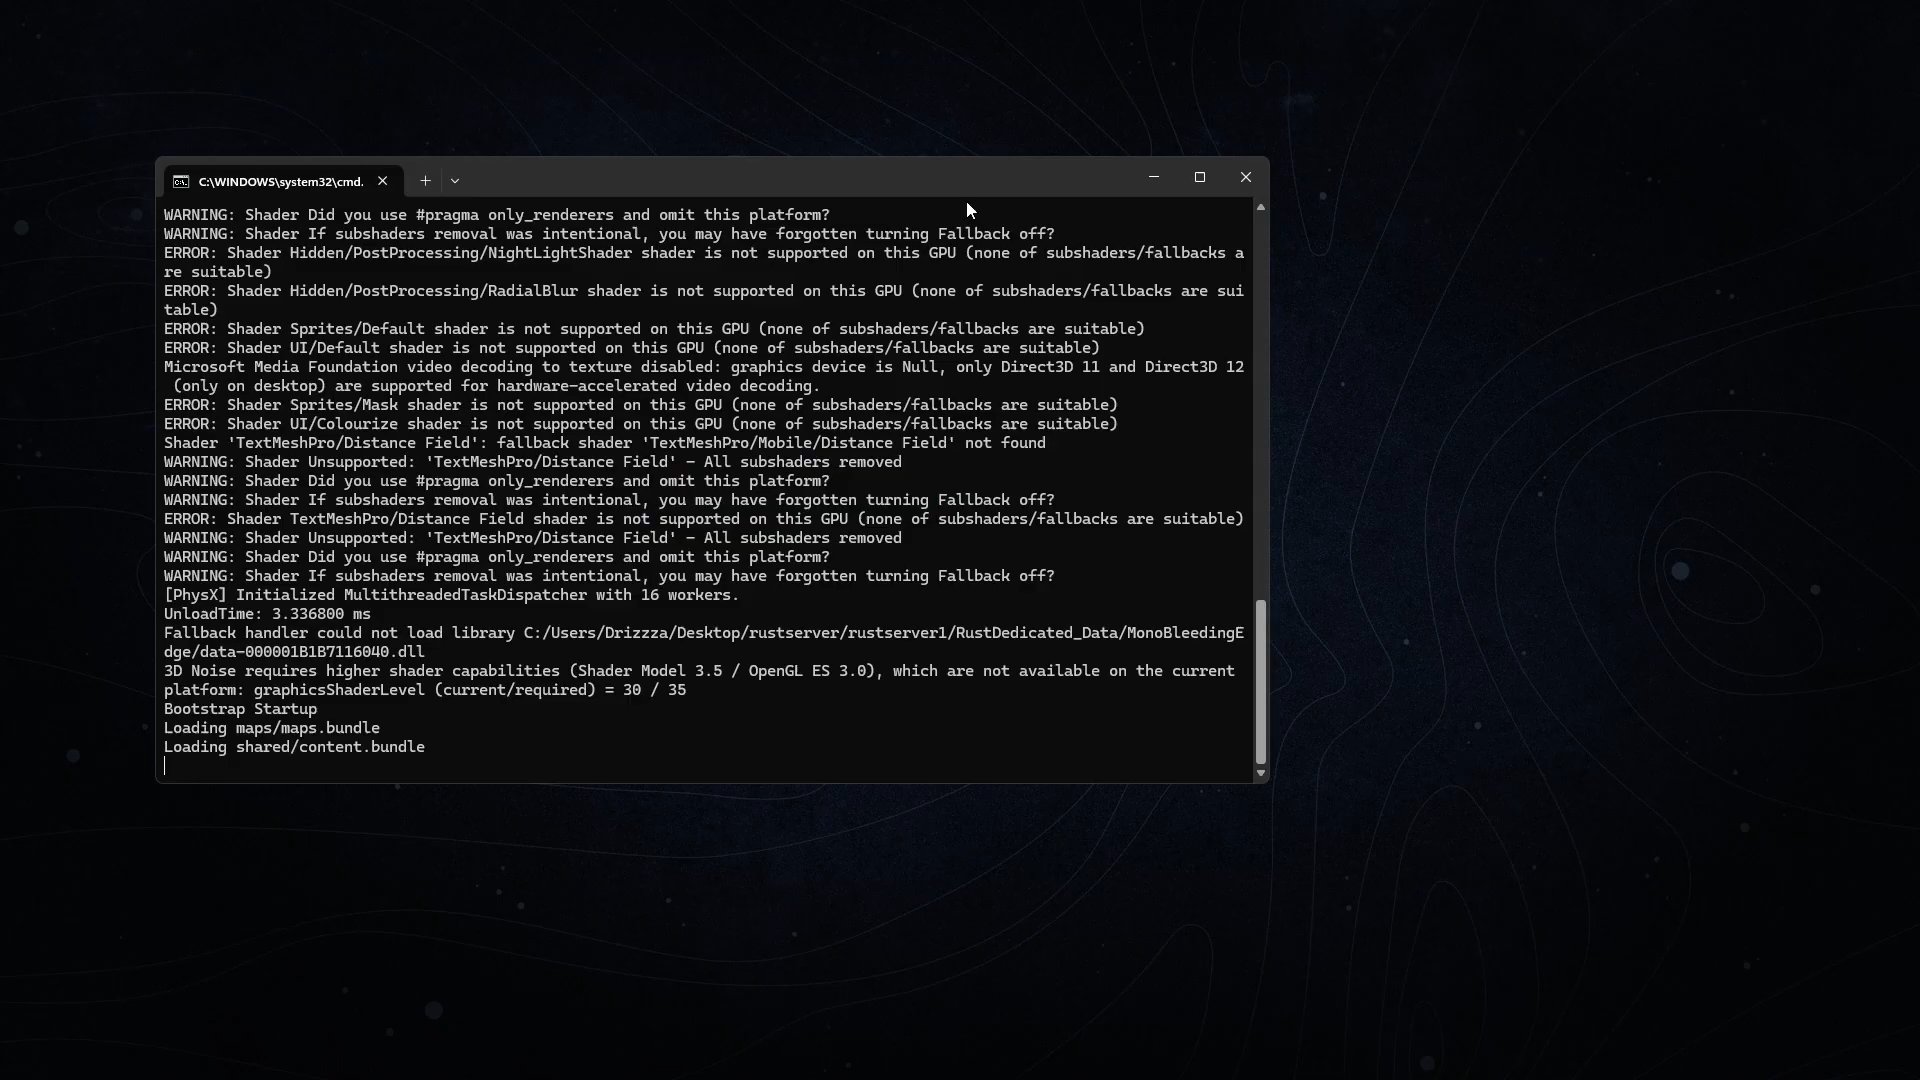 C:\WINDOWS\system32\cmd.
WARNING: Shader Did you use #pragma only_renderers and omit this platform?
WARNING: Shader If subshaders removal was intentional, you may have forgotten turning Fallback off?
ERROR: Shader Hidden/PostProcessing/NightLightShader shader is not supported on this GPU (none of subshaders/fallbacks a
re suitable)
ERROR: Shader Hidden/PostProcessing/RadialBlur shader is not supported on this GPU (none of subshaders/fallbacks are sui
table)
ERROR: Shader Sprites/Default shader is not supported on this GPU (none of subshaders/fallbacks are suitable)
ERROR: Shader UI/Default shader is not supported on this GPU (none of subshaders/fallbacks are suitable)
Microsoft Media Foundation video decoding to texture disabled: graphics device is Null, only Direct3D 11 and Direct3D 12
(only on desktop) are supported for hardware-accelerated video decoding.
ERROR: Shader Sprites/Mask shader is not supported on this GPU (none of subshaders/fallbacks are suitable)
ERROR: Shader UI/Colourize shader is not supported on this GPU (none of subshaders/fallbacks are suitable)
Shader 'TextMeshPro/Distance Field': fallback shader 'TextMeshPro/Mobile/Distance Field' not found
WARNING: Shader Unsupported: 'TextMeshPro/Distance Field' - All subshaders removed
WARNING: Shader Did you use #pragma only_renderers and omit this platform?
WARNING: Shader If subshaders removal was intentional, you may have forgotten turning Fallback off?
ERROR: Shader TextMeshPro/Distance Field shader is not supported on this GPU (none of subshaders/fallbacks are suitable)
WARNING: Shader Unsupported: 'TextMeshPro/Distance Field' - All subshaders removed
WARNING: Shader Did you use #pragma only_renderers and omit this platform?
WARNING: Shader If subshaders removal was intentional, you may have forgotten turning Fallback off?
[PhysX] Initialized MultithreadedTaskDispatcher with 16 workers.
UnloadTime: 3.336800 ms
Fallback handler could not load library C:/Users/Drizzza/Desktop/rustserver/rustserver1/RustDedicated_Data/MonoBleedingE
dge/data-000001B1B7116040.dll
3D Noise requires higher shader capabilities (Shader Model 3.5 / OpenGL ES 3.0), which are not available on the current
platform: graphicsShaderLevel (current/required) = 30 / 35
Bootstrap Startup
Loading maps/maps.bundle
Loading shared/content.bundle